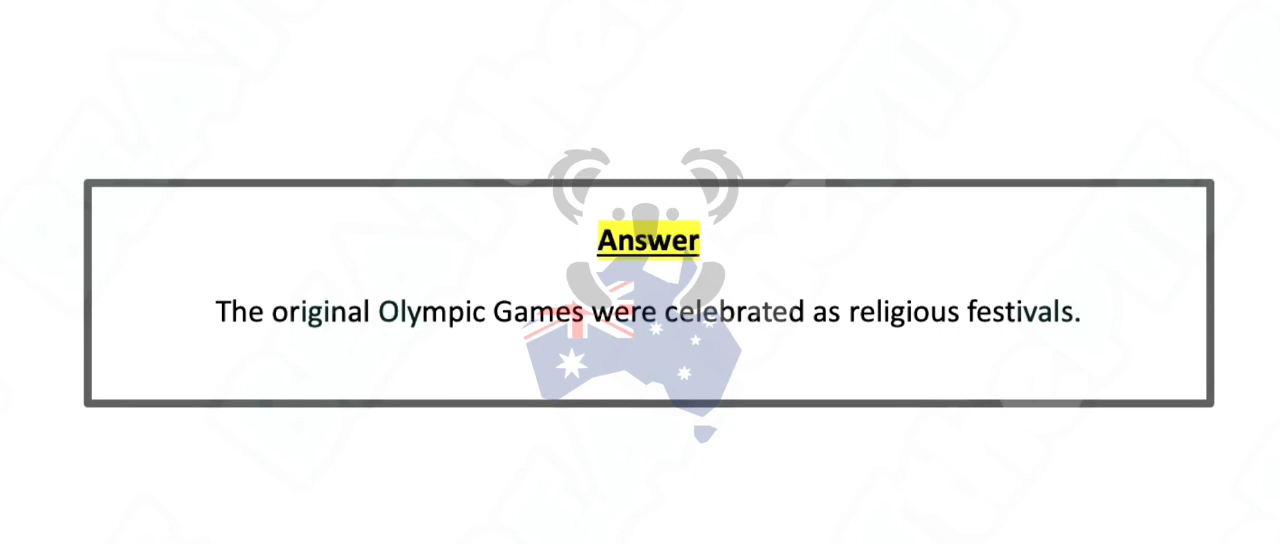 Answer
The original Olympic Games were celebrated as religious festivals.